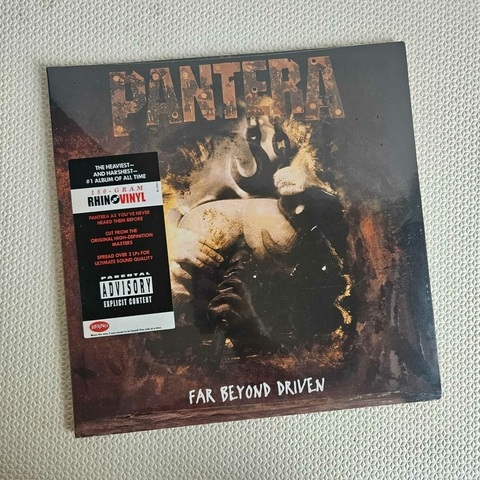 PANTERA
THE HEAVIEST—
AND HARSHEST—
#1 ALBUM OF ALL TIME
180-GRAM
RHINO VINYL
PANTERA AS YOU'VE NEVER
HEARD THEM BEFORE
CUT FROM THE
ORIGINAL HIGH-DEFINITION
MASTERS
SPREAD OVER 2 LPs FOR
ULTIMATE SOUND QUALITY
PARENTAL
ADVISORY
EXPLICIT CONTENT
RHINO
FAR BEYOND DRIVEN